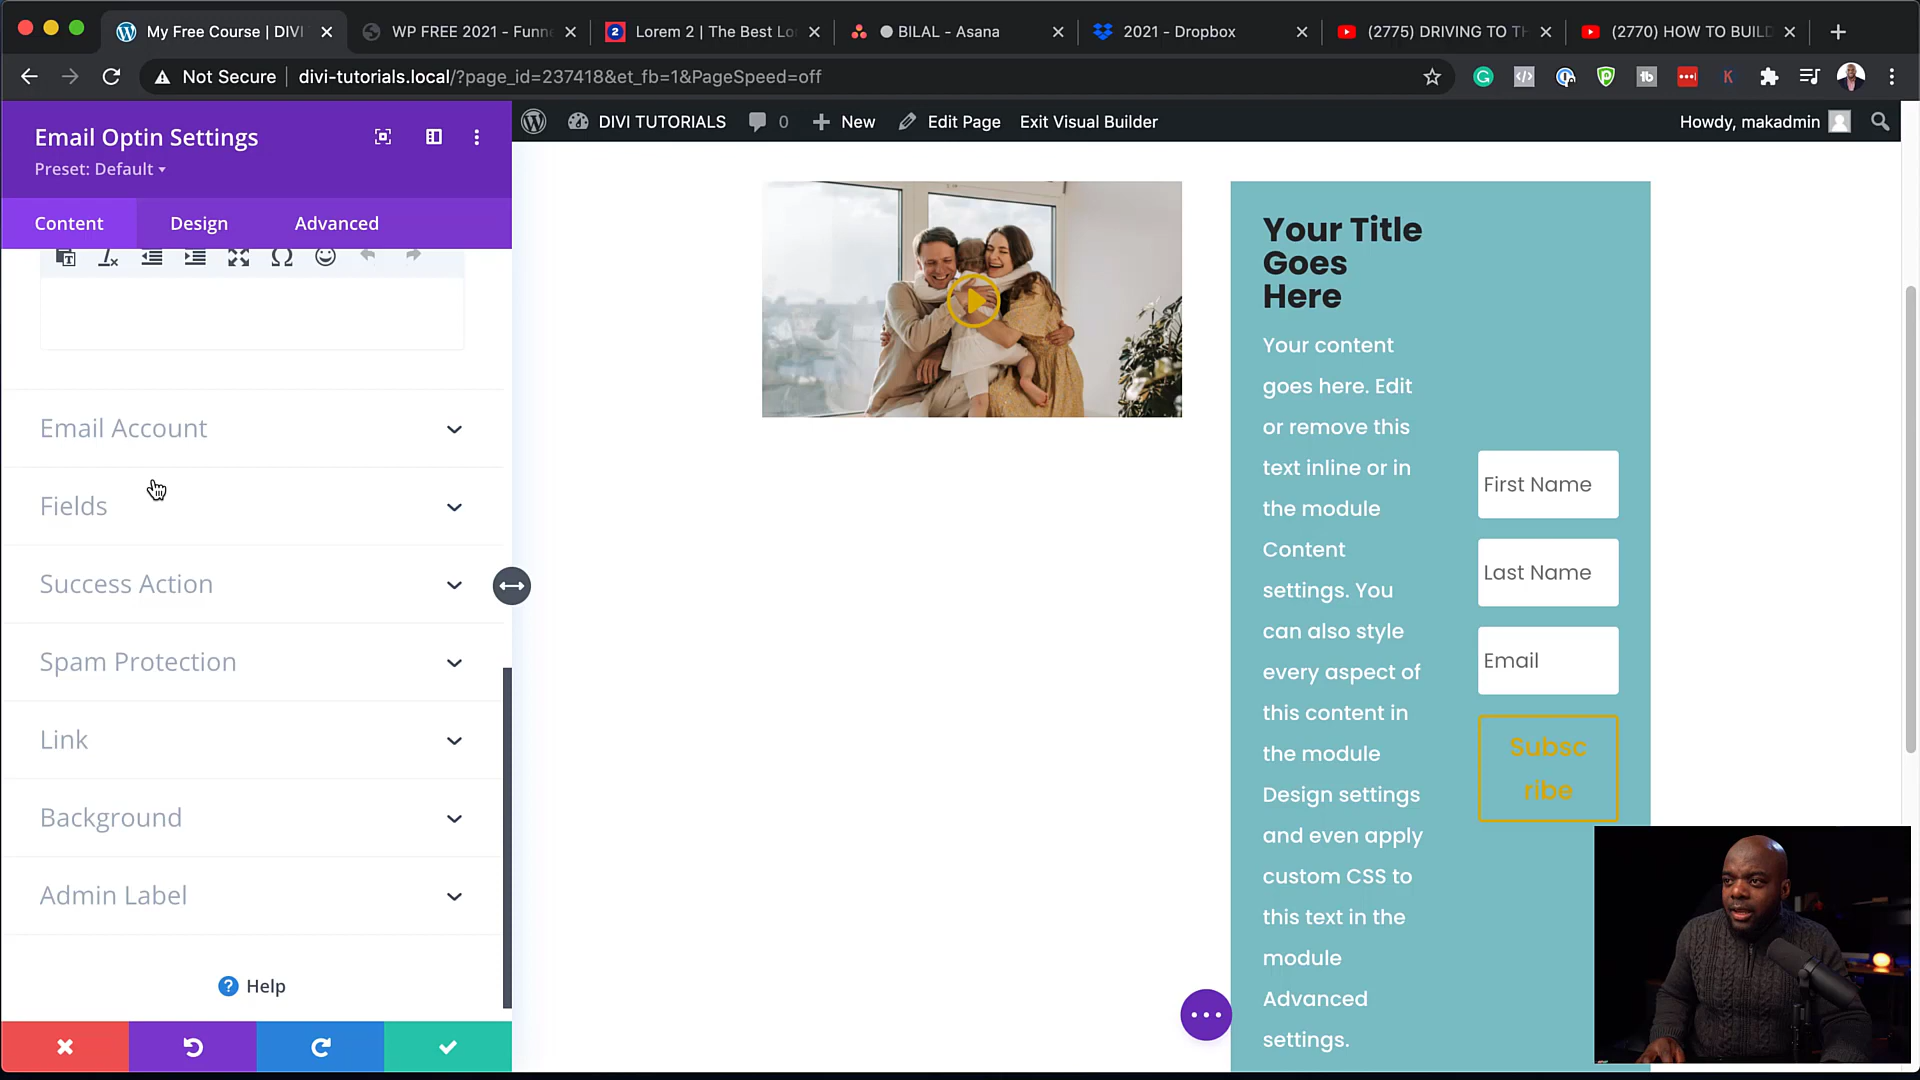 My Free Course | DIVI
WP FREE 2021 - Funne
2 Lorem 2 | The Best Lo
BILAL - Asana
2021 - Dropbox
(2775) DRIVING TO TH
(2770) HOW TO BUILD
Not Secure divi-tutorials.local/?page_id=237418&et_fb=1&PageSpeed=off
DIVI TUTORIALS 0 New Edit Page Exit Visual Builder Howdy, makadmin
Email Optin Settings
Preset: Default
Content Design Advanced
Email Account
Fields
Success Action
Spam Protection
Link
Background
Admin Label
? Help
Your Title
Goes
Here
Your content
goes here. Edit
or remove this
text inline or in
the module
Content
settings. You
can also style
every aspect of
this content in
the module
Design settings
and even apply
custom CSS to
this text in the
module
Advanced
settings.
First Name
Last Name
Email
Subsc
ribe